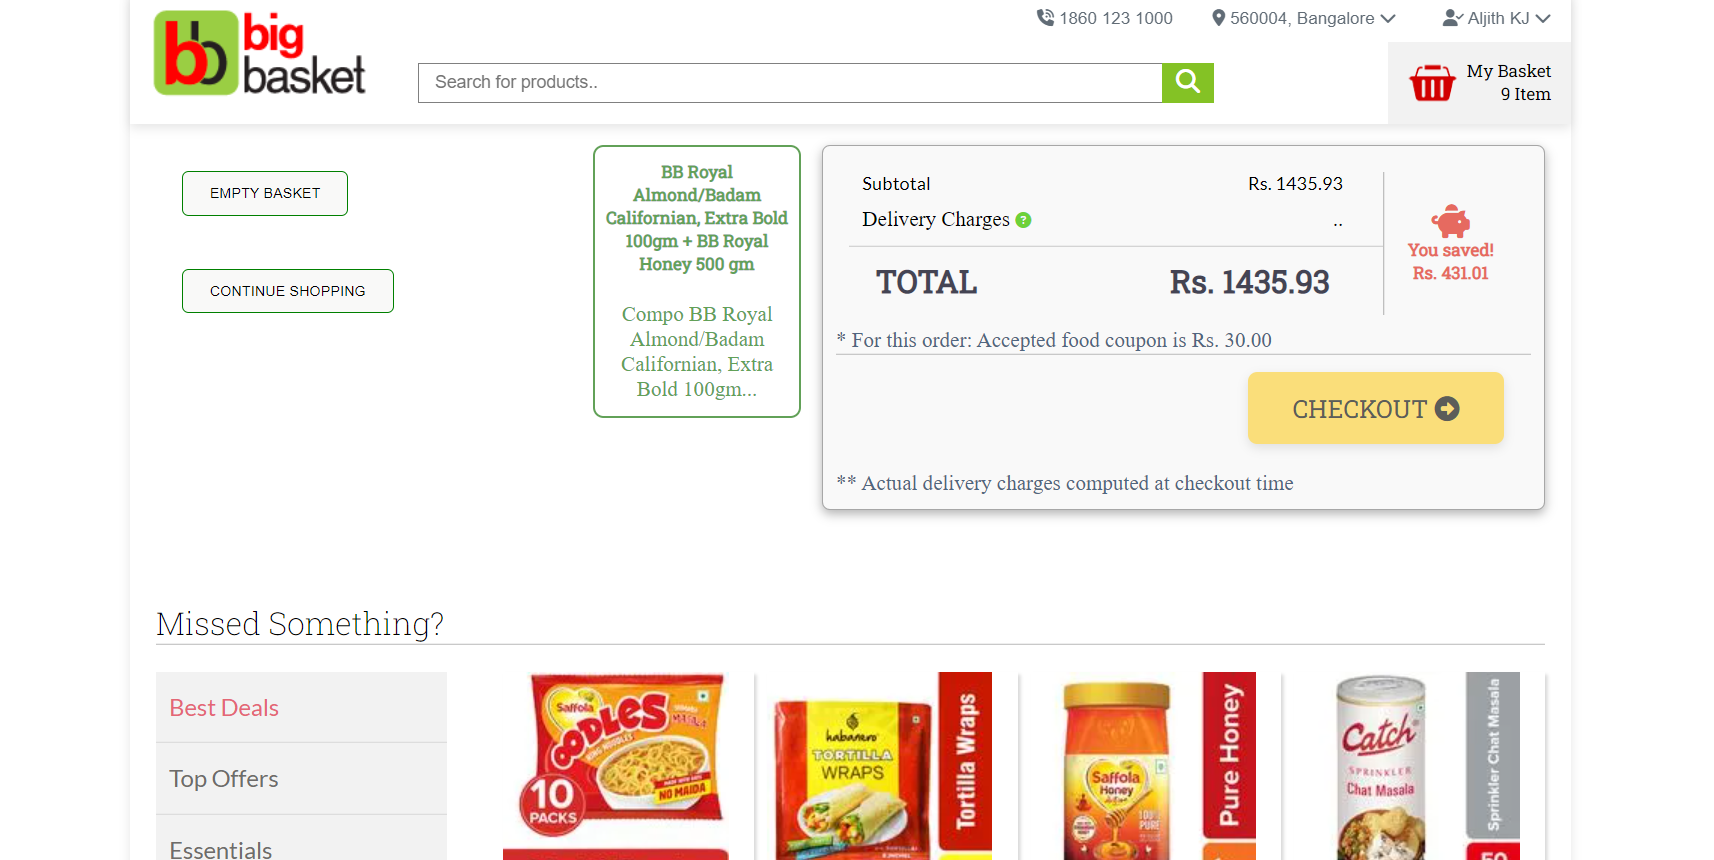 big
basket
1860 123 1000
560004, Bangalore
Aljith KJ
Search for products..
My Basket
9 Item
EMPTY BASKET
CONTINUE SHOPPING
BB Royal
Almond/Badam
Californian, Extra Bold
100gm + BB Royal
Honey 500 gm
Compo BB Royal
Almond/Badam
Californian, Extra
Bold 100gm...
Subtotal Rs. 1435.93
Delivery Charges ? ..
TOTAL Rs. 1435.93
You saved!
Rs. 431.01
* For this order: Accepted food coupon is Rs. 30.00
CHECKOUT
** Actual delivery charges computed at checkout time
Missed Something?
Best Deals
Top Offers
Essentials
Saffola
OODLES
MASALA
10
PACKS
NO MAIDA
habanero
TORTILLA
WRAPS
Tortilla Wraps
Saffola
Honey
100%
PURE
Pure Honey
Catch
SPRINKLER
Chat Masala
Sprinkler Chat Masala
50